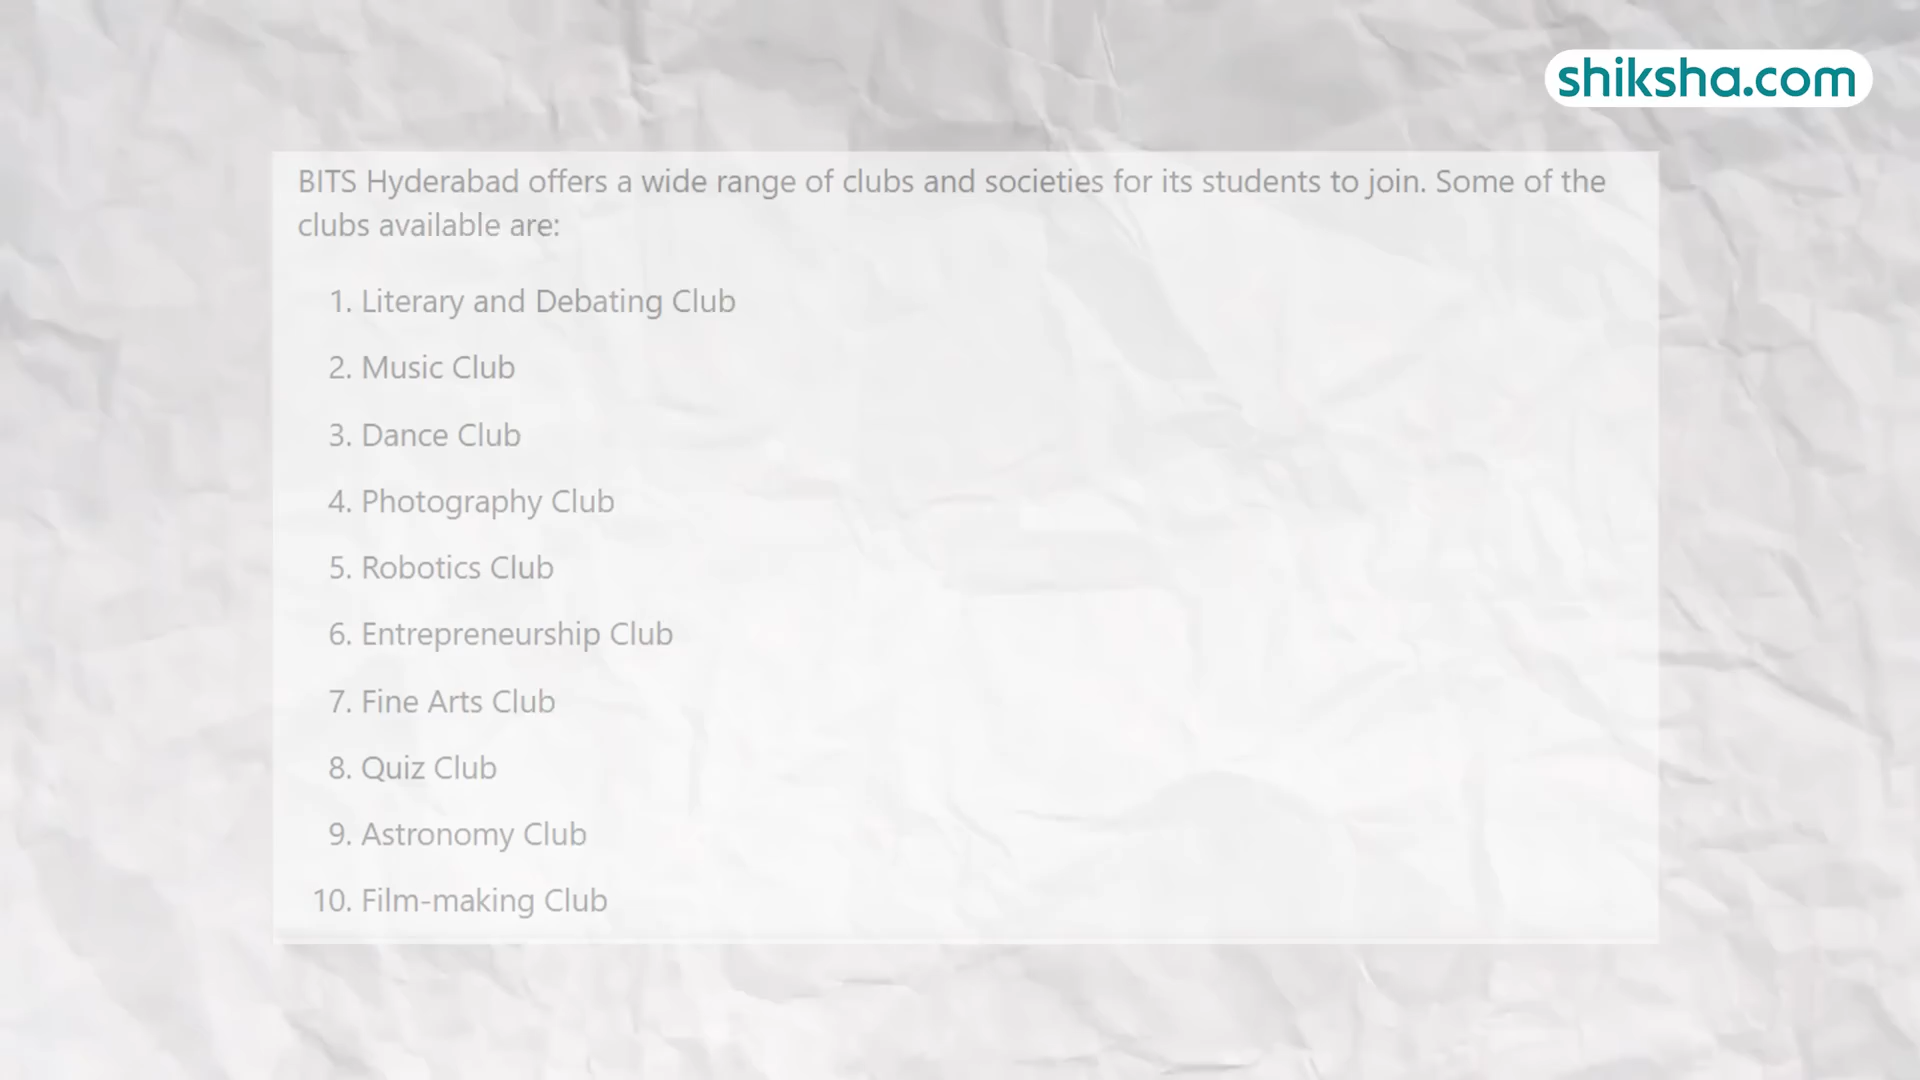 shiksha.com
BITS Hyderabad offers a wide range of clubs and societies for its students to join. Some of the
clubs available are:
1. Literary and Debating Club
2. Music Club
3. Dance Club
4. Photography Club
5. Robotics Club
6. Entrepreneurship Club
7. Fine Arts Club
8. Quiz Club
9. Astronomy Club
10. Film-making Club